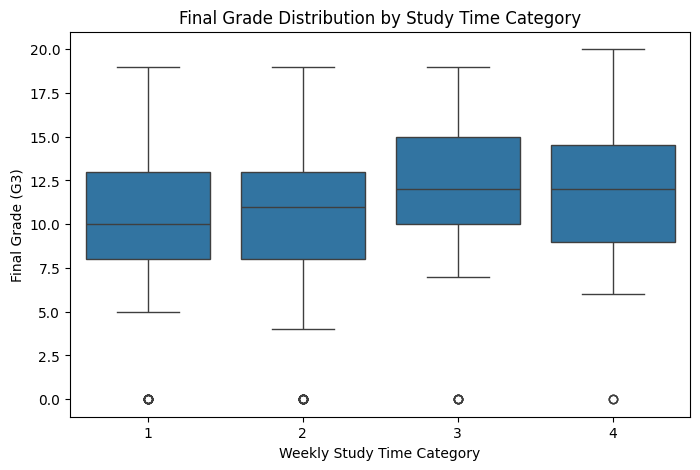 Final Grade Distribution by Study Time Category
Final Grade (G3)
20.0
17.5
15.0
12.5
10.0
7.5
5.0
2.5
0.0
1 2 3 4
Weekly Study Time Category